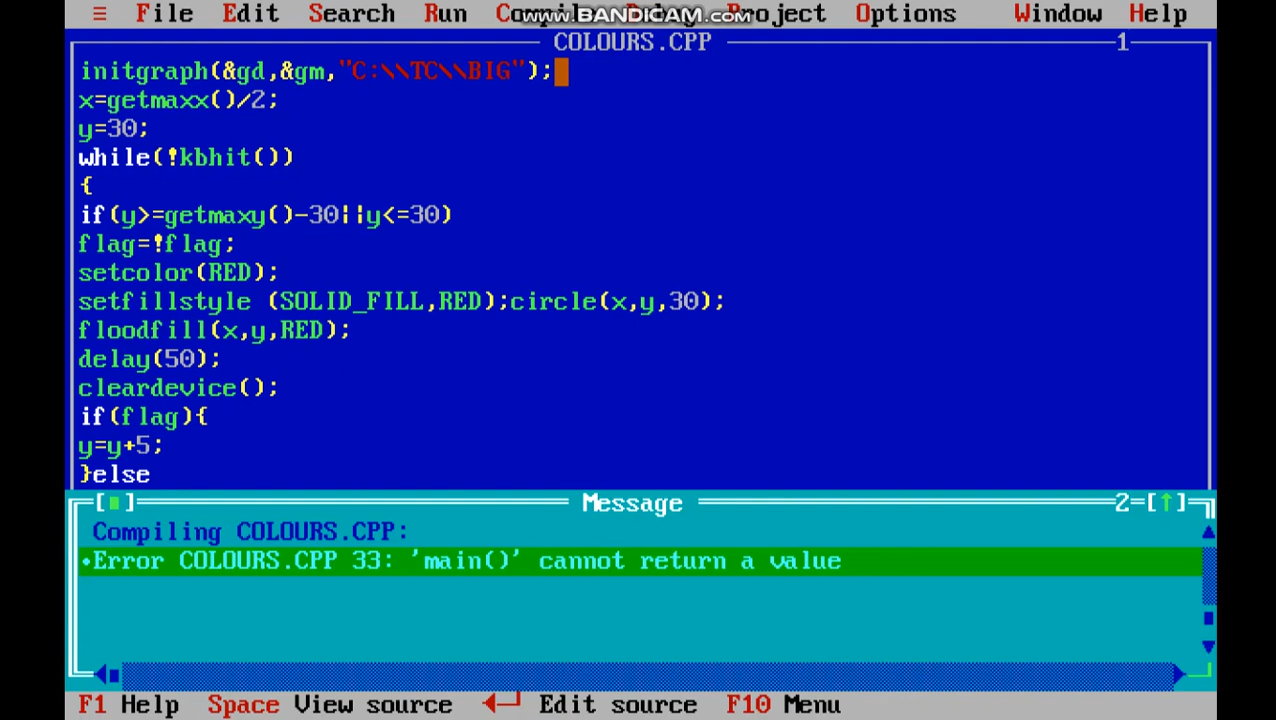 ≡ File Edit Search Run Compile Debug Project Options Window Help
www.BANDICAM.com
COLOURS.CPP 1
initgraph(&gd,&gm,"C:\\TC\\BIG");
x=getmaxx()/2;
y=30;
while(!kbhit())
{
if(y>=getmaxy()-30||y<=30)
flag=!flag;
setcolor(RED);
setfillstyle (SOLID_FILL,RED);circle(x,y,30);
floodfill(x,y,RED);
delay(50);
cleardevice();
if(flag){
y=y+5;
}else
Message 2=[↑]
Compiling COLOURS.CPP:
•Error COLOURS.CPP 33: 'main()' cannot return a value
F1 Help Space View source ◄─┘ Edit source F10 Menu